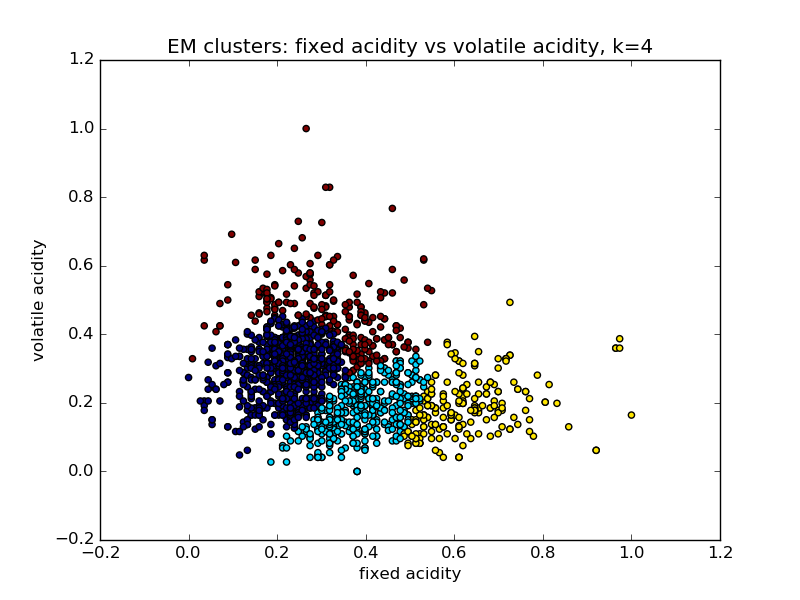 EM clusters: fixed acidity vs volatile acidity, k=4
1.2
1.0
0.8
0.6
0.4
0.2
0.0
−0.2
volatile acidity
−0.2 0.0 0.2 0.4 0.6 0.8 1.0 1.2
fixed acidity